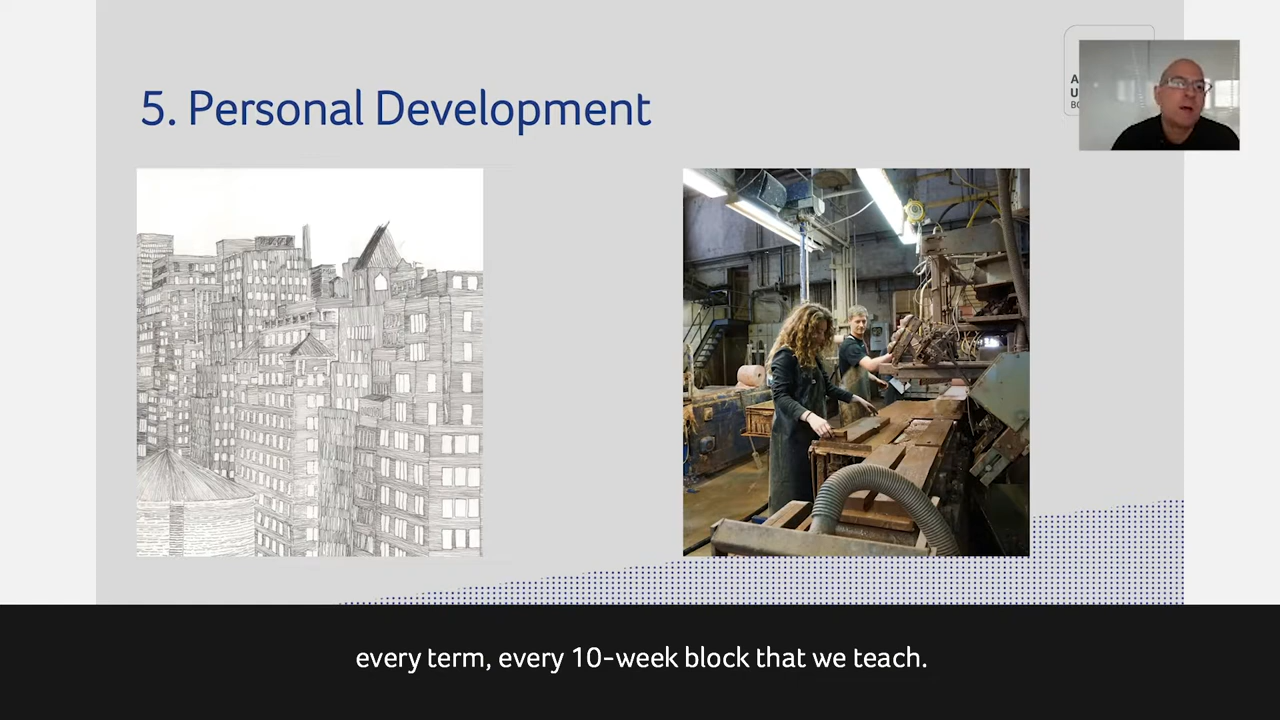 5. Personal Development
every term, every 10-week block that we teach.